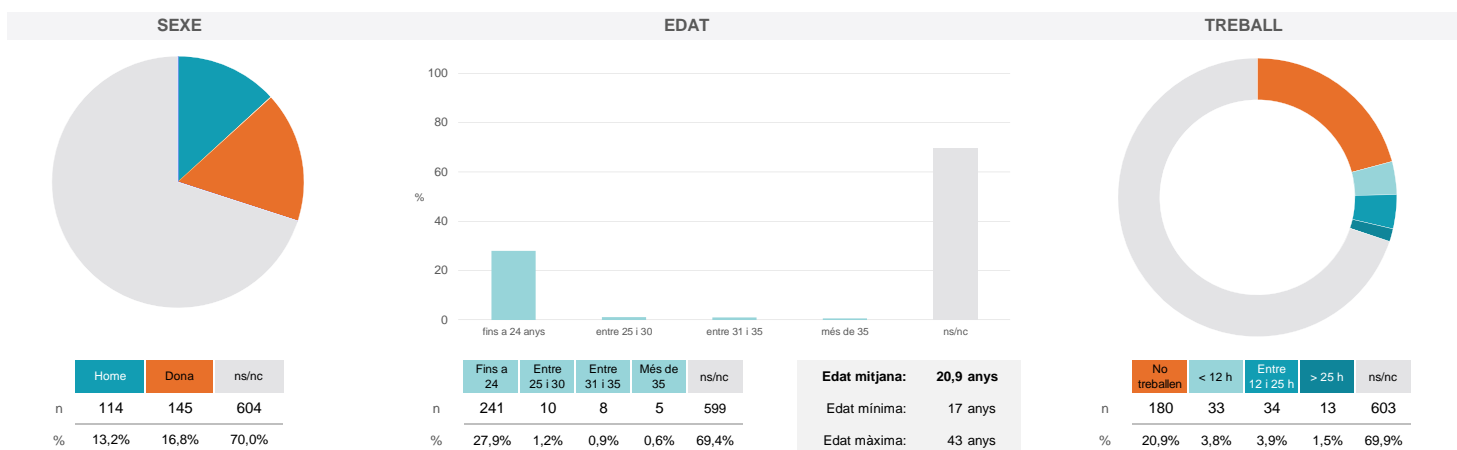 SEXE
EDAT
TREBALL
100
80
60
%
40
20
0
fins a 24 anys entre 25 i 30 entre 31 i 35 més de 35 ns/nc
Home Dona ns/nc
n 114 145 604
% 13,2% 16,8% 70,0%
Fins a 24 Entre 25 i 30 Entre 31 i 35 Més de 35 ns/nc
n 241 10 8 5 599
% 27,9% 1,2% 0,9% 0,6% 69,4%
Edat mitjana: 20,9 anys
Edat mínima: 17 anys
Edat màxima: 43 anys
No treballen < 12 h Entre 12 i 25 h > 25 h ns/nc
n 180 33 34 13 603
% 20,9% 3,8% 3,9% 1,5% 69,9%